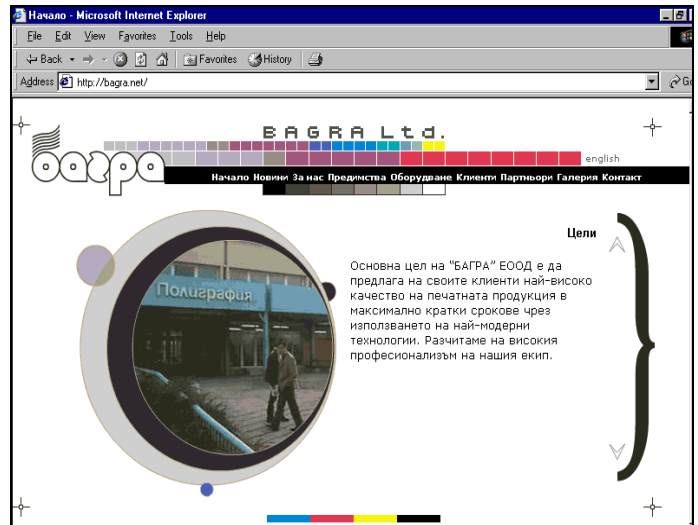 Начало - Microsoft Internet Explorer
File Edit View Favorites Tools Help
Back Favorites History
Address http://bagra.net/
BAGRA Ltd.
багра
english
Начало Новини За нас Предимства Оборудване Клиенти Партньори Галерия Контакт
Цели
Полиграфия
Основна цел на "БАГРА" ЕООД е да
предлага на своите клиенти най-високо
качество на печатната продукция в
максимално кратки срокове чрез
използването на най-модерни
технологии. Разчитаме на високия
професионализъм на нашия екип.